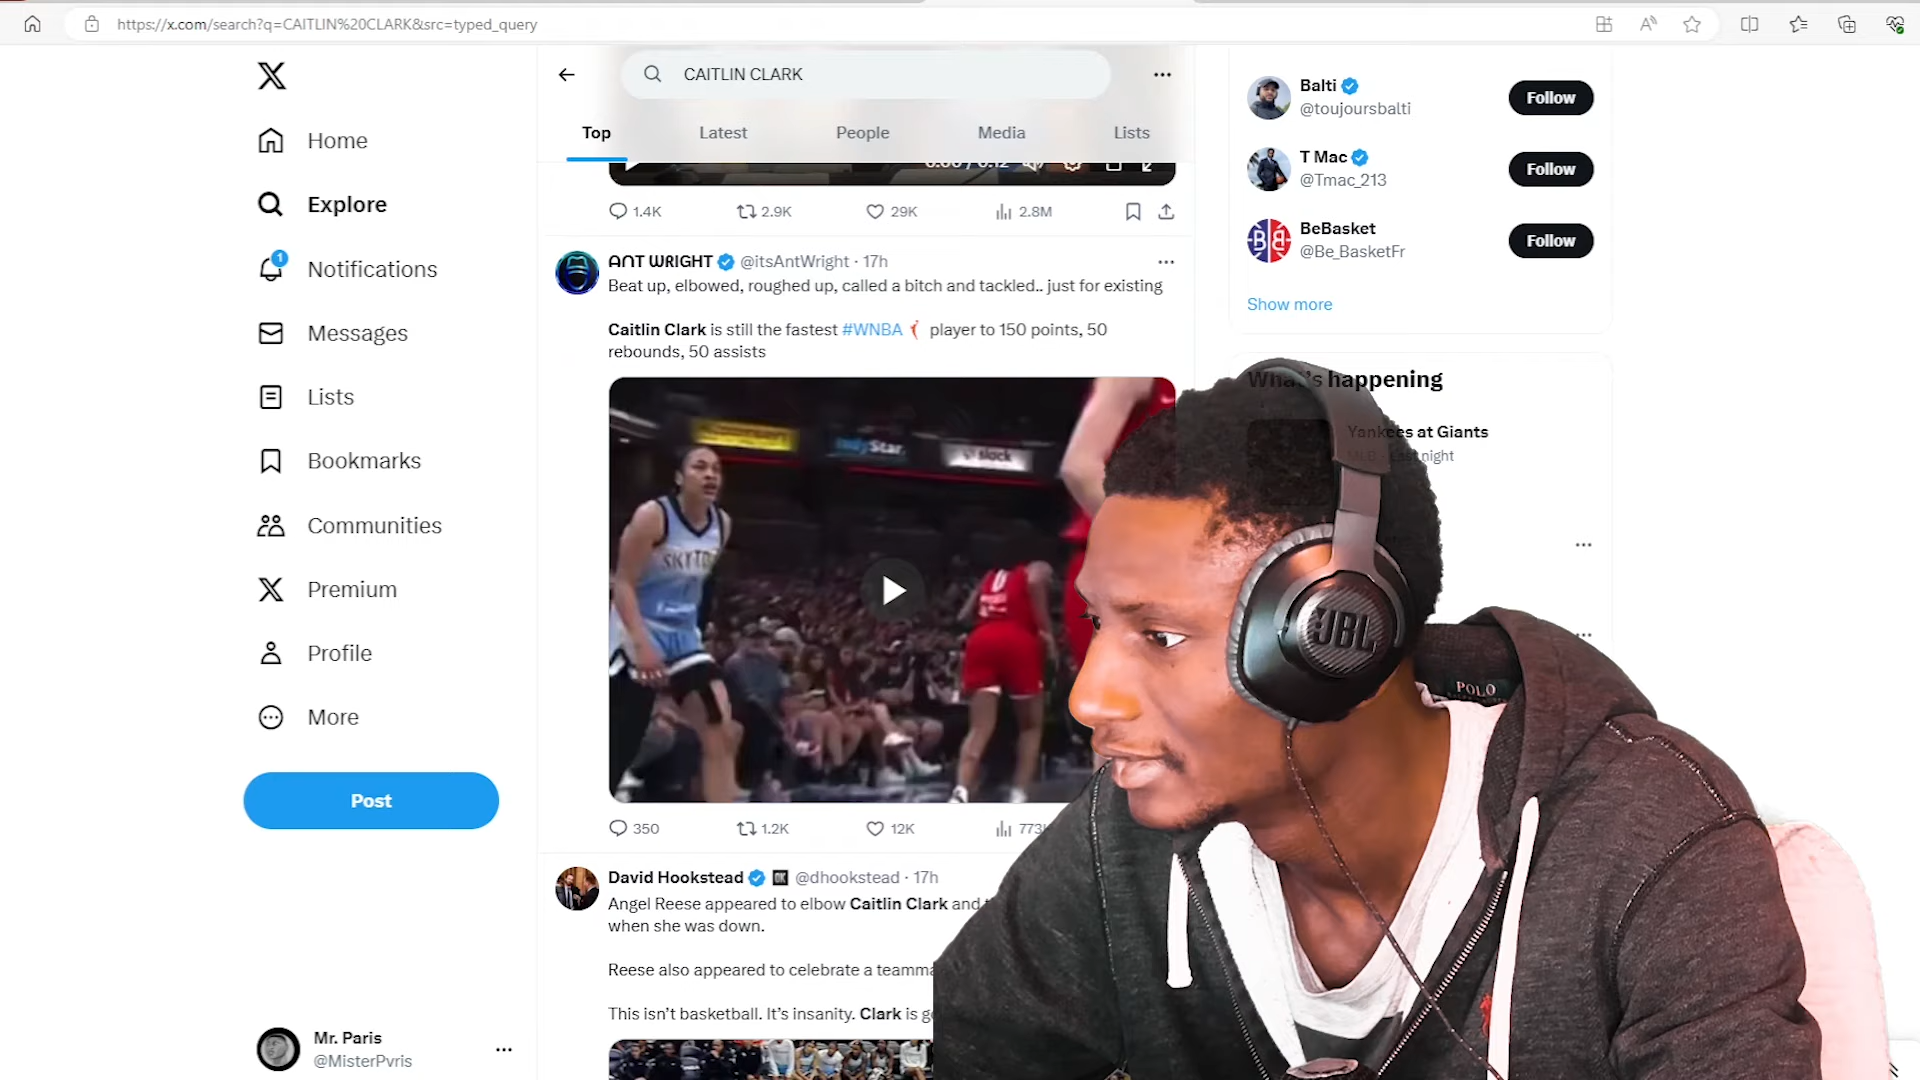 https://x.com/search?q=CAITLIN%20CLARK&src=typed_query
CAITLIN CLARK
Top
Latest
People
Media
Lists
Home
Explore
1
Notifications
Messages
Lists
Bookmarks
Communities
Premium
Profile
More
Post
Mr. Paris
@MisterPvris
1.4K
2.9K
29K
2.8M
ANT WRIGHT @itsAntWright · 17h
Beat up, elbowed, roughed up, called a bitch and tackled.. just for existing
Caitlin Clark is still the fastest #WNBA player to 150 points, 50
rebounds, 50 assists
IndyStar
slack
SKY
350
1.2K
12K
David Hookstead @dhookstead · 17h
Angel Reese appeared to elbow Caitlin Clark and
when she was down.
Reese also appeared to celebrate a
This isn't basketball. It's insanity. Clark is
Balti
@toujoursbalti
Follow
T Mac
@Tmac_213
Follow
BeBasket
@Be_BasketFr
Follow
Show more
What's happening
Yankees at Giants
night
JBL
POLO